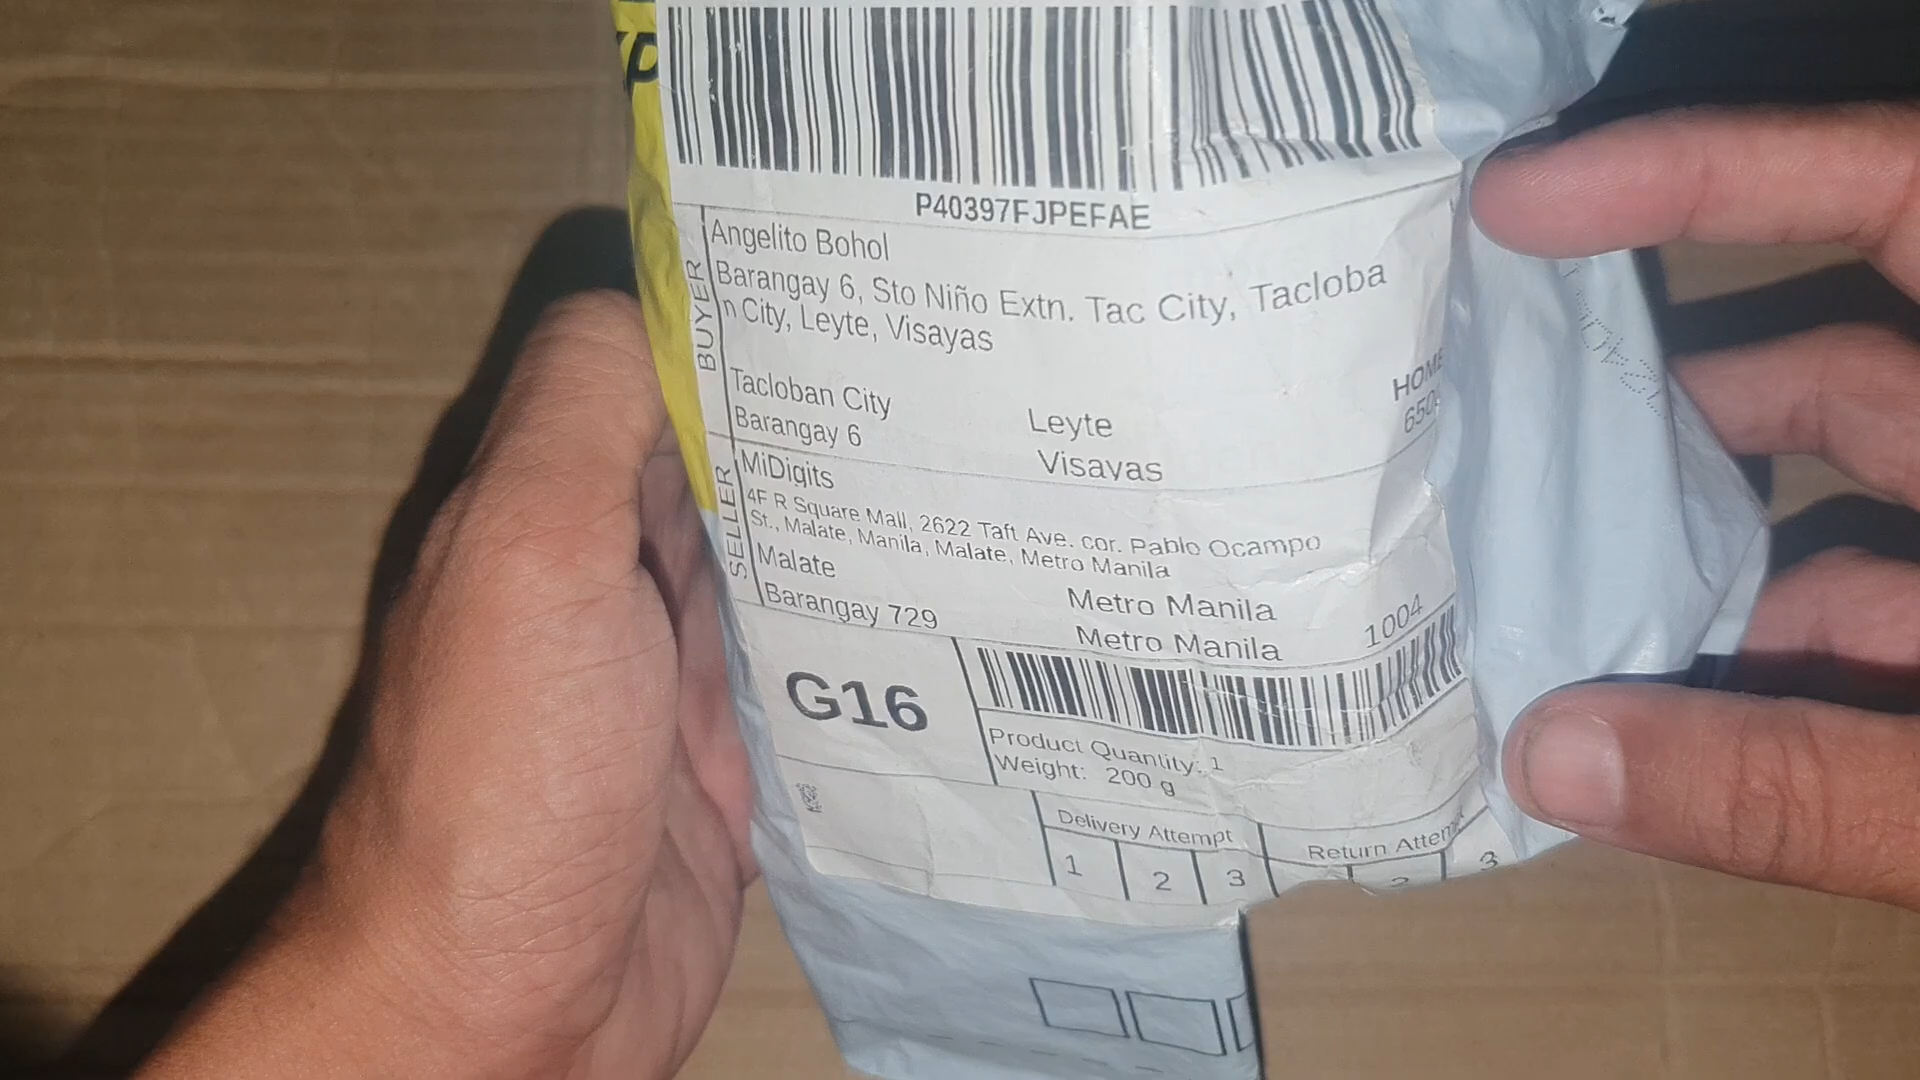 P40397FJPEFAE
BUYER
Angelito Bohol
Barangay 6, Sto Niño Extn. Tac City, Tacloba
n City, Leyte, Visayas
HOME
Tacloban City Leyte 650
Barangay 6 Visayas
SELLER
MiDigits
4F R Square Mall, 2622 Taft Ave. cor. Pablo Ocampo
St., Malate, Manila, Malate, Metro Manila
Malate Metro Manila 1004
Barangay 729 Metro Manila
G16
Product Quantity: 1
Weight: 200 g
Delivery Attempt Return Attem
1 2 3 2 3